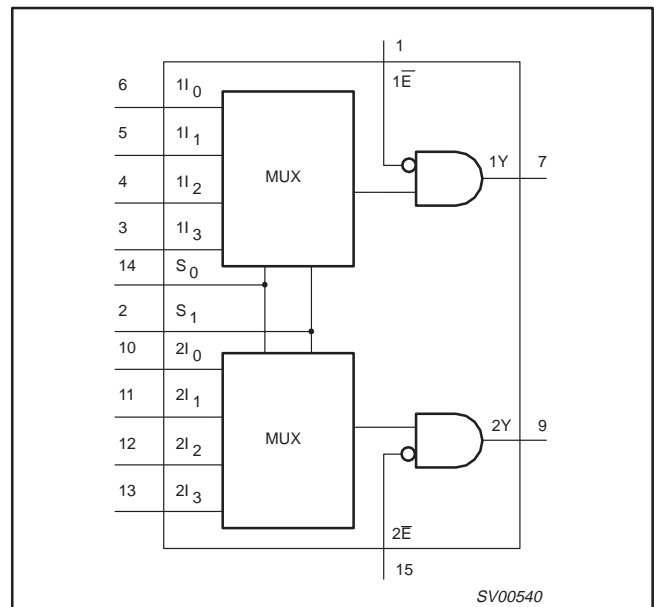 1
1E̅
6 1I₀
5 1I₁
4 1I₂
3 1I₃
MUX
1Y 7
14 S₀
2 S₁
10 2I₀
11 2I₁
12 2I₂
13 2I₃
MUX
2Y 9
2E̅
15
SV00540